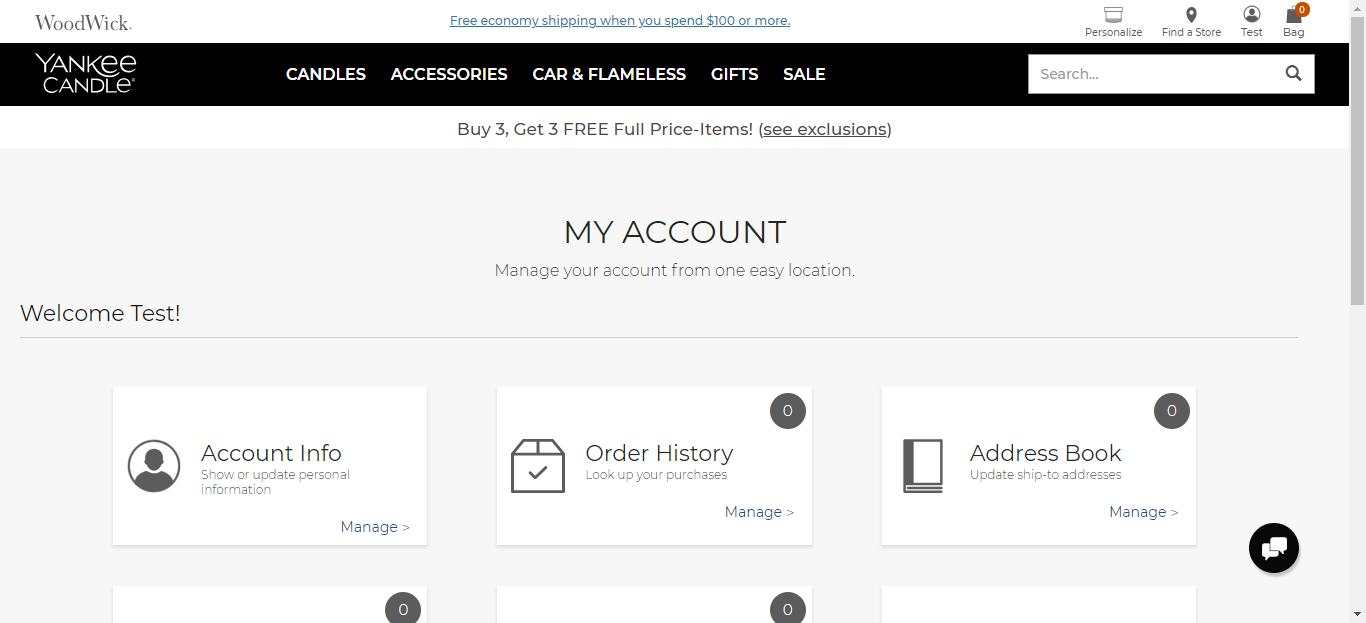 WoodWick.
Free economy shipping when you spend $100 or more.
Personalize
Find a Store
Test
0
Bag
YANKEE
CANDLE®
CANDLES
ACCESSORIES
CAR & FLAMELESS
GIFTS
SALE
Search...
Buy 3, Get 3 FREE Full Price-Items! (see exclusions)
MY ACCOUNT
Manage your account from one easy location.
Welcome Test!
Account Info
Show or update personal
information
Manage >
0
Order History
Look up your purchases
Manage >
0
Address Book
Update ship-to addresses
Manage >
0
0